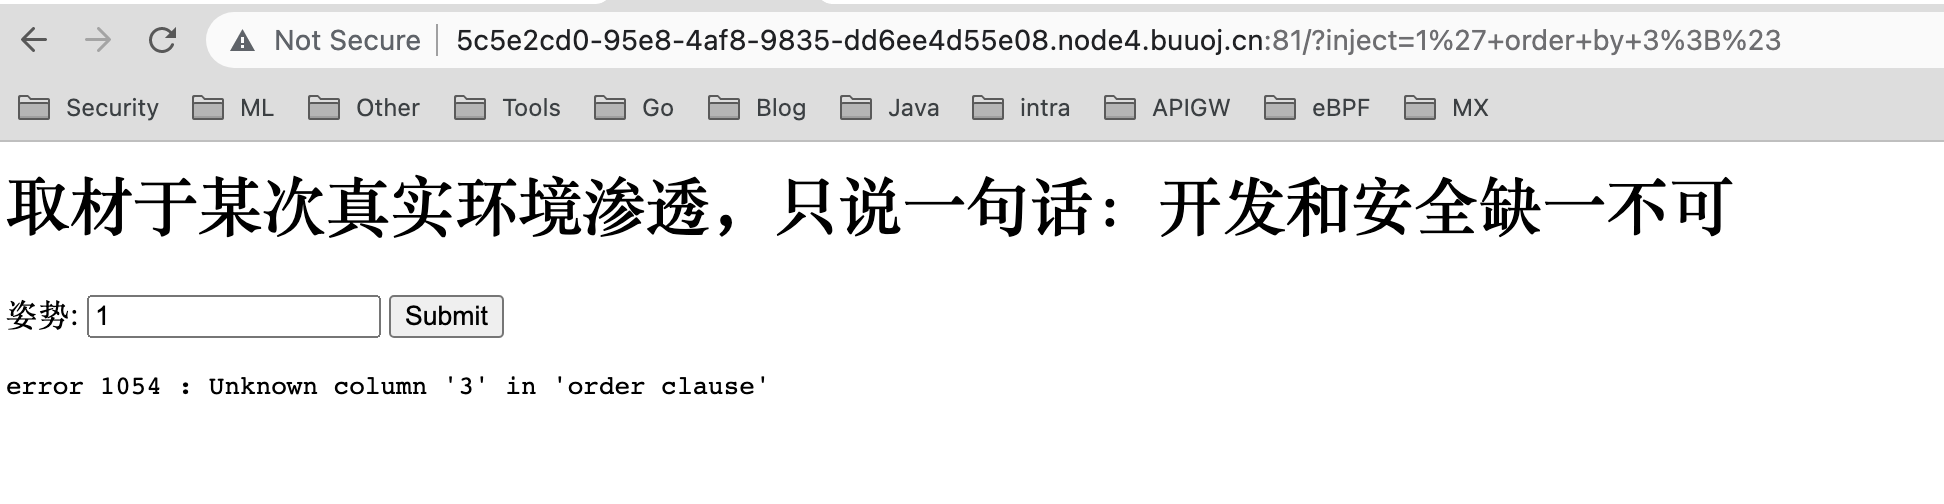 Not Secure 5c5e2cd0-95e8-4af8-9835-dd6ee4d55e08.node4.buuoj.cn:81/?inject=1%27+order+by+3%3B%23
Security ML Other Tools Go Blog Java intra APIGW eBPF MX
取材于某次真实环境渗透，只说一句话：开发和安全缺一不可
姿势: 1 Submit
error 1054 : Unknown column '3' in 'order clause'